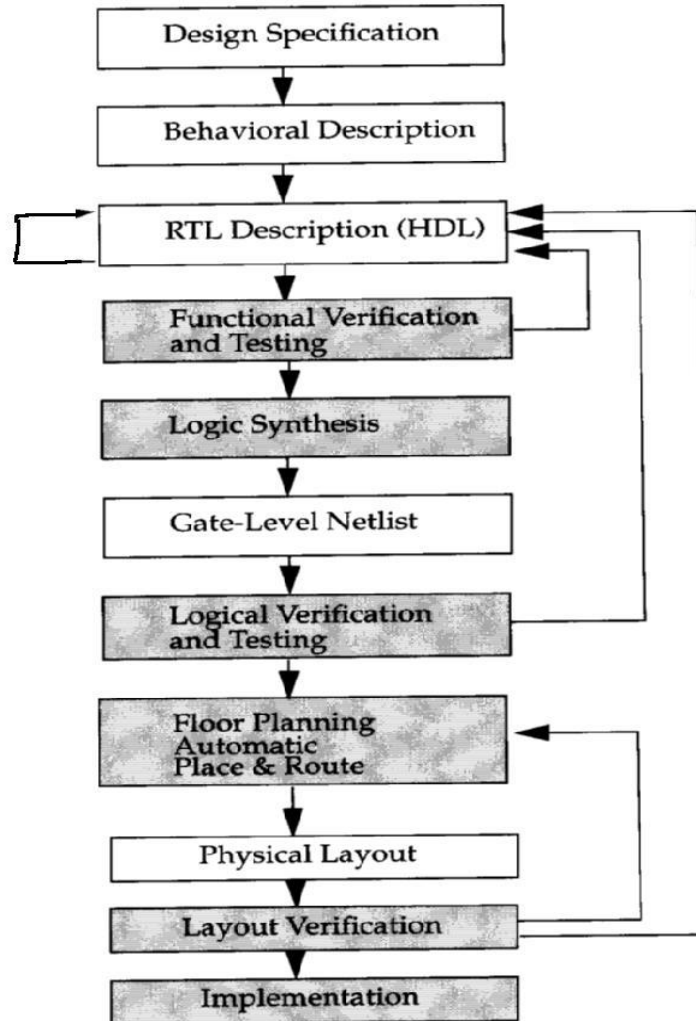 Design Specification
Behavioral Description
RTL Description (HDL)
Functional Verification
and Testing
Logic Synthesis
Gate-Level Netlist
Logical Verification
and Testing
Floor Planning
Automatic
Place & Route
Physical Layout
Layout Verification
Implementation